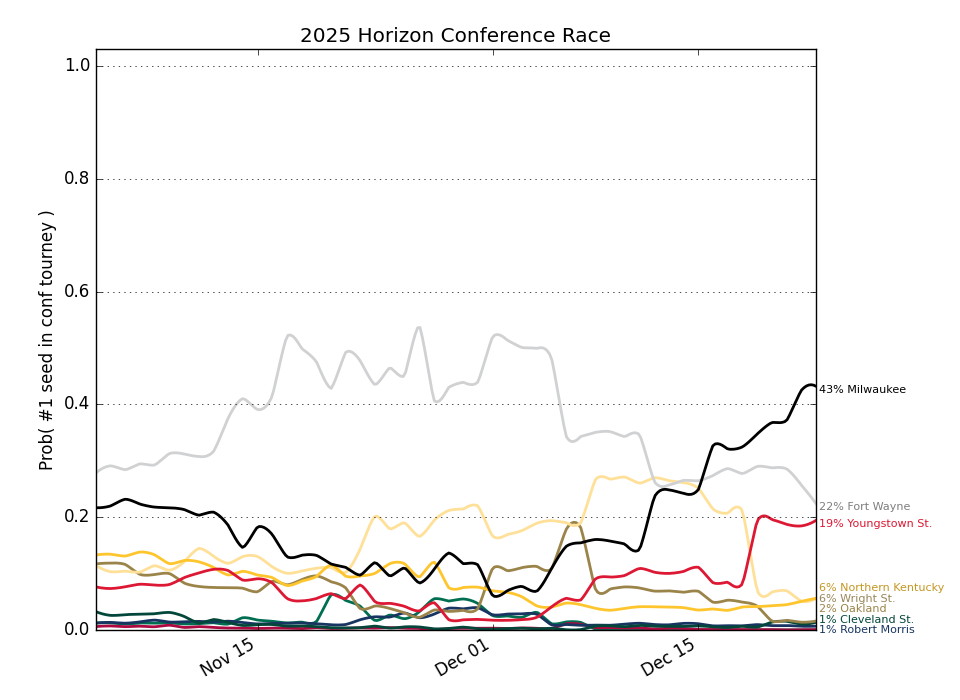 2025 Horizon Conference Race
Prob( #1 seed in conf tourney )
1.0
0.8
0.6
0.4
0.2
0.0
Nov 15
Dec 01
Dec 15
43% Milwaukee
22% Fort Wayne
19% Youngstown St.
6% Northern Kentucky
6% Wright St.
2% Oakland
1% Cleveland St.
1% Robert Morris